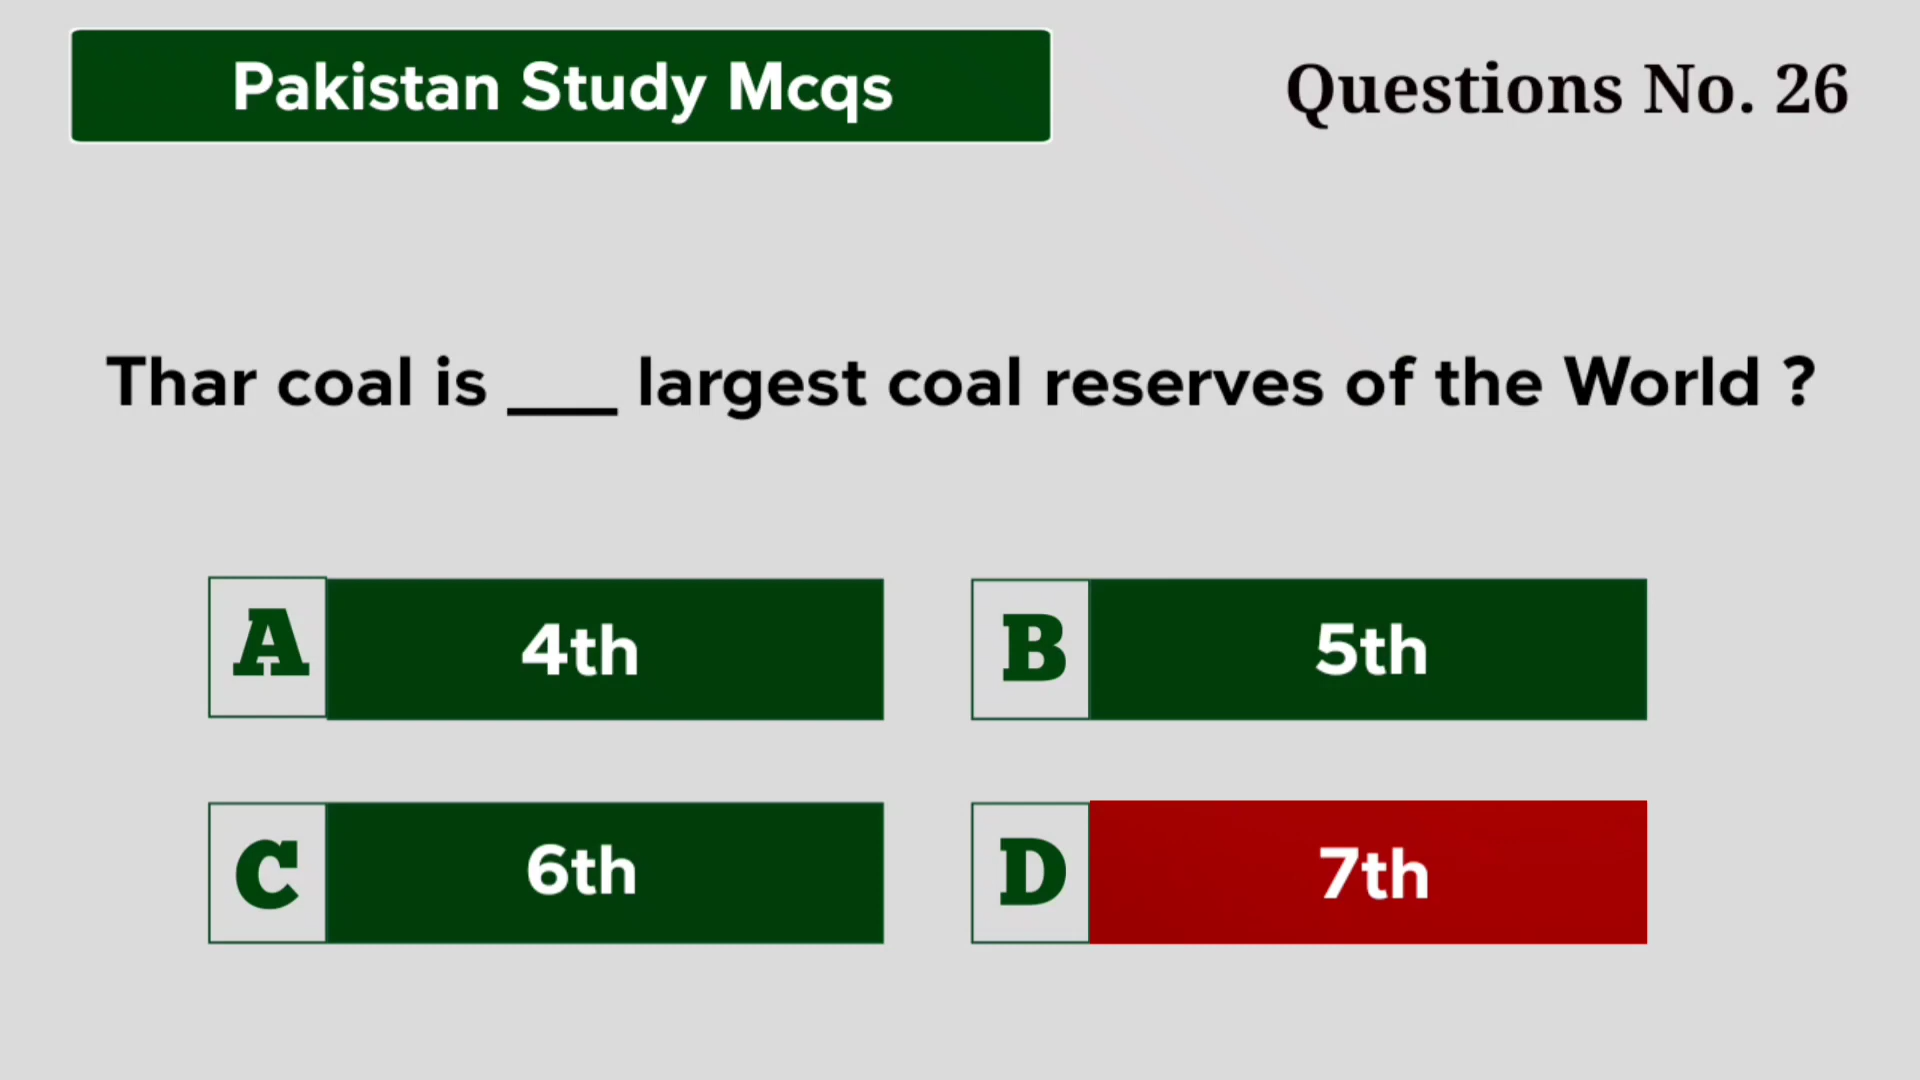 Pakistan Study Mcqs
Questions No. 26
Thar coal is ___ largest coal reserves of the World ?
A 4th
B 5th
C 6th
D 7th